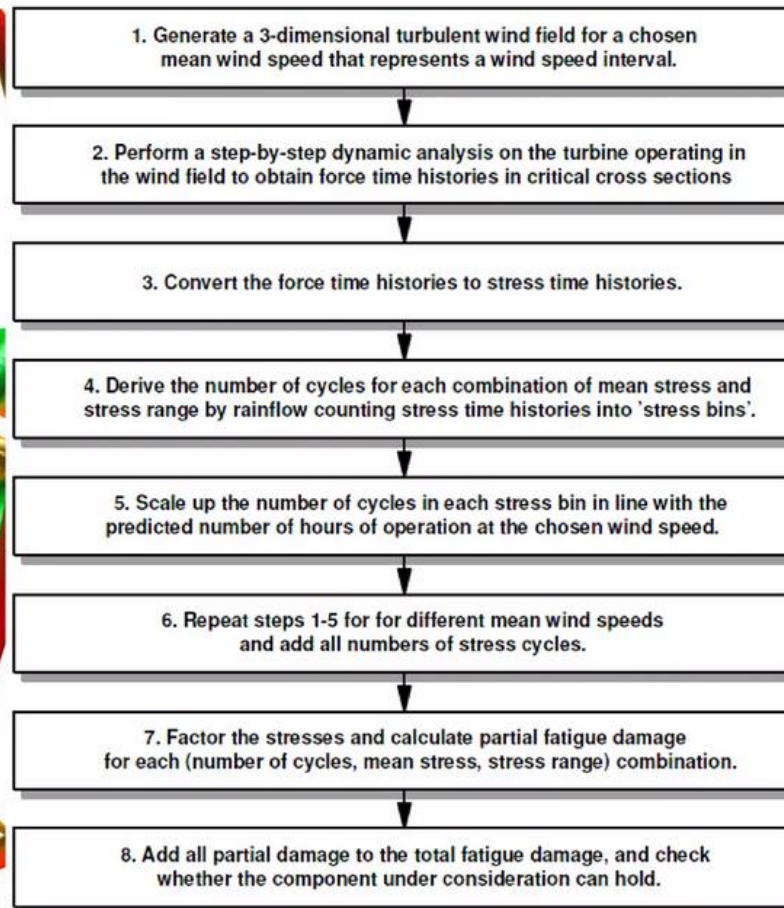 1. Generate a 3-dimensional turbulent wind field for a chosen
mean wind speed that represents a wind speed interval.
2. Perform a step-by-step dynamic analysis on the turbine operating in
the wind field to obtain force time histories in critical cross sections
3. Convert the force time histories to stress time histories.
4. Derive the number of cycles for each combination of mean stress and
stress range by rainflow counting stress time histories into 'stress bins'.
5. Scale up the number of cycles in each stress bin in line with the
predicted number of hours of operation at the chosen wind speed.
6. Repeat steps 1-5 for for different mean wind speeds
and add all numbers of stress cycles.
7. Factor the stresses and calculate partial fatigue damage
for each (number of cycles, mean stress, stress range) combination.
8. Add all partial damage to the total fatigue damage, and check
whether the component under consideration can hold.